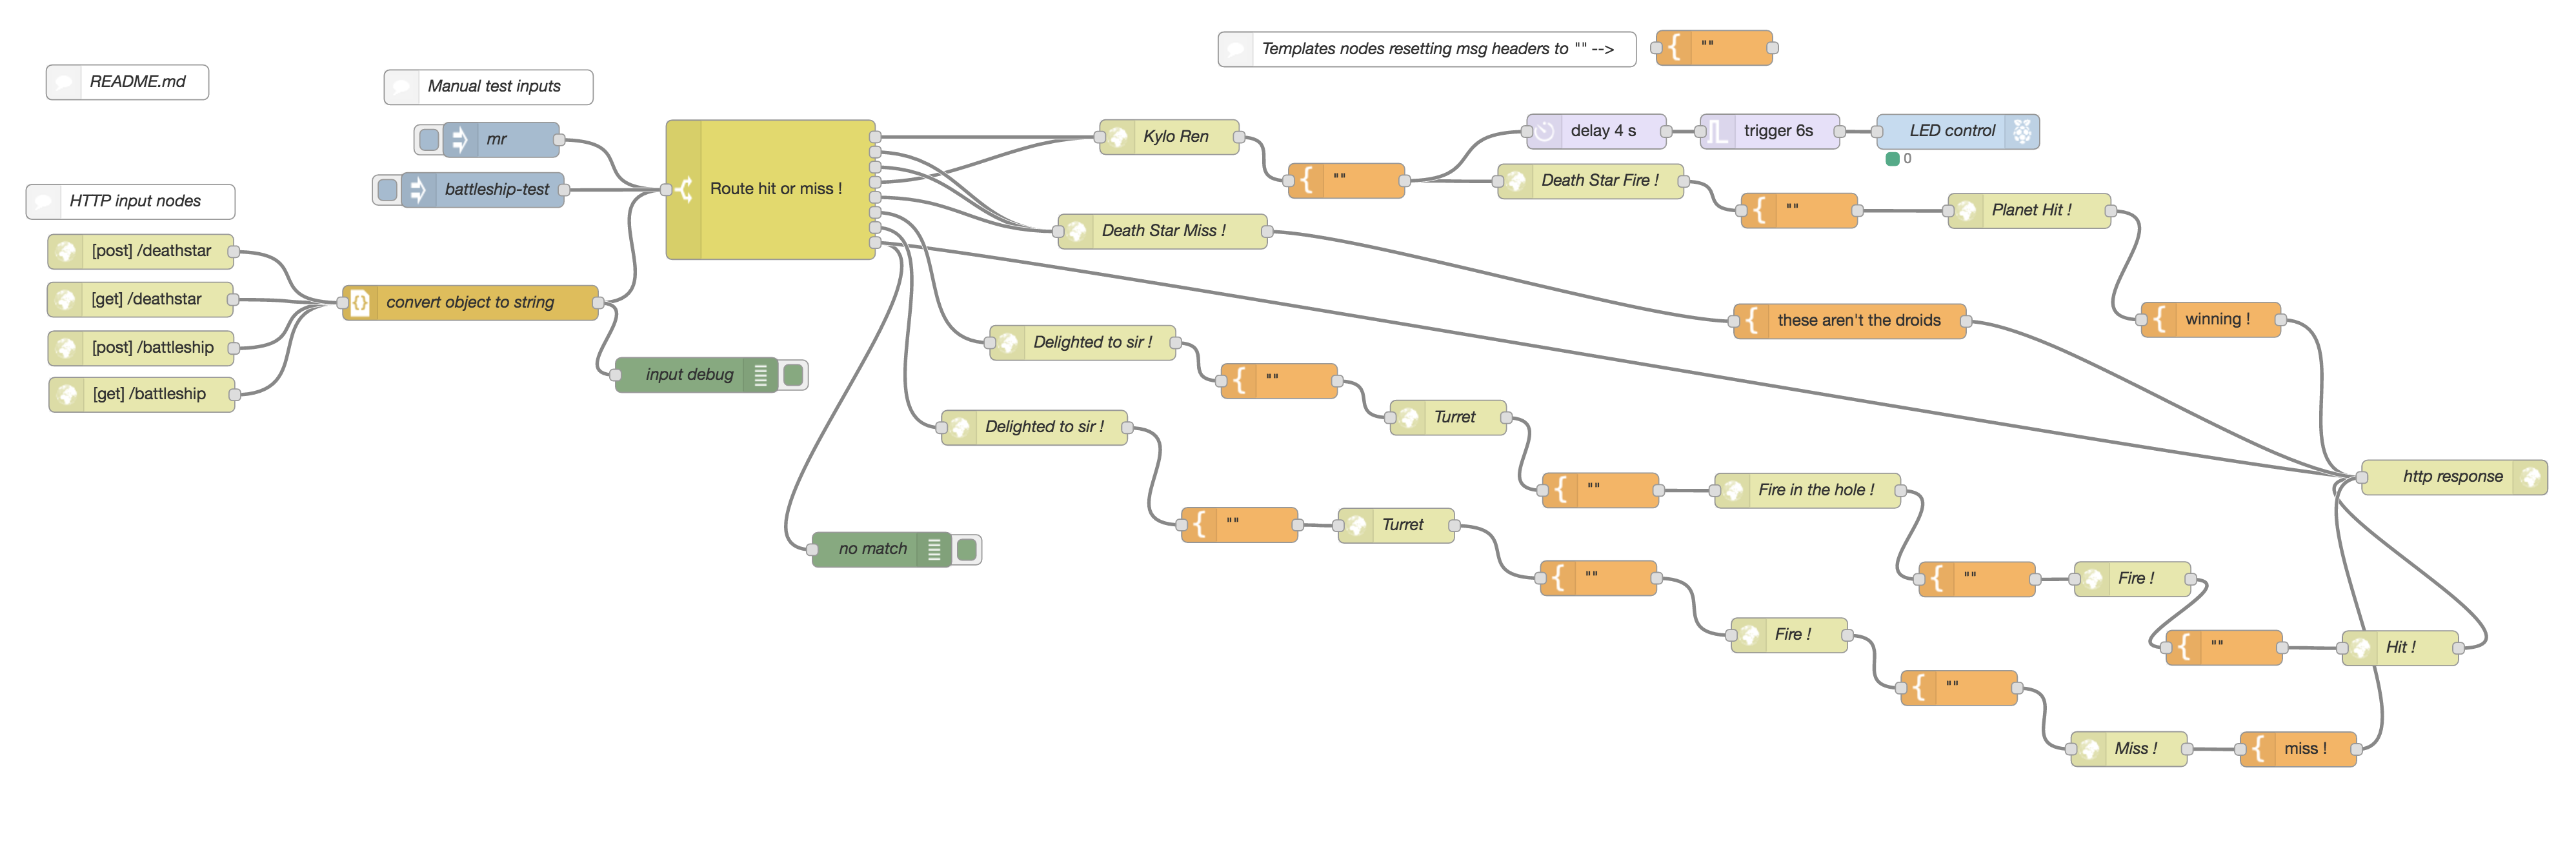 Templates nodes resetting msg headers to "" -->
""
README.md
Manual test inputs
mr
battleship-test
HTTP input nodes
[post] /deathstar
[get] /deathstar
[post] /battleship
[get] /battleship
convert object to string
input debug
Route hit or miss !
Kylo Ren
""
delay 4 s
trigger 6s
LED control
0
Death Star Fire !
""
Planet Hit !
Death Star Miss !
these aren't the droids
winning !
Delighted to sir !
""
Turret
""
Fire in the hole !
""
Fire !
""
Hit !
http response
Delighted to sir !
""
Turret
""
Fire !
""
Miss !
miss !
no match